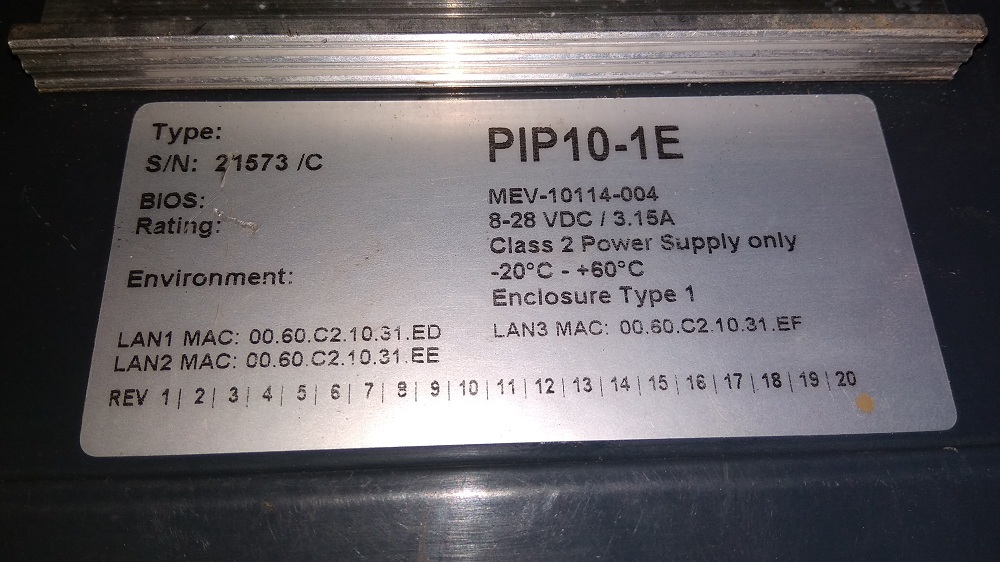 Type: PIP10-1E
S/N: 21573 /C
BIOS: MEV-10114-004
Rating: 8-28 VDC / 3.15A
Class 2 Power Supply only
Environment: -20°C - +60°C
Enclosure Type 1
LAN1 MAC: 00.60.C2.10.31.ED LAN3 MAC: 00.60.C2.10.31.EF
LAN2 MAC: 00.60.C2.10.31.EE
REV 1| 2| 3| 4| 5| 6| 7| 8| 9| 10| 11| 12| 13| 14| 15| 16| 17| 18| 19| 20